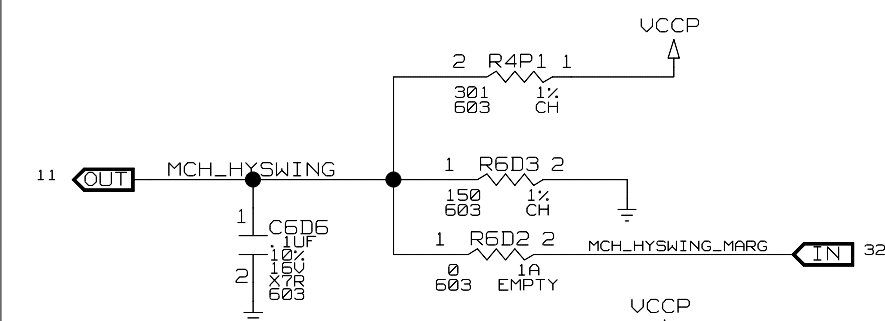 VCCP
2 R4P1 1
301 1%
603 CH
11 OUT MCH_HYSWING
1 R6D3 2
150 1%
603 CH
1 C6D6
.1UF
10%
16V
2 X7R
603
1 R6D2 2
0 1A
603 EMPTY
MCH_HYSWING_MARG IN 32
VCCP